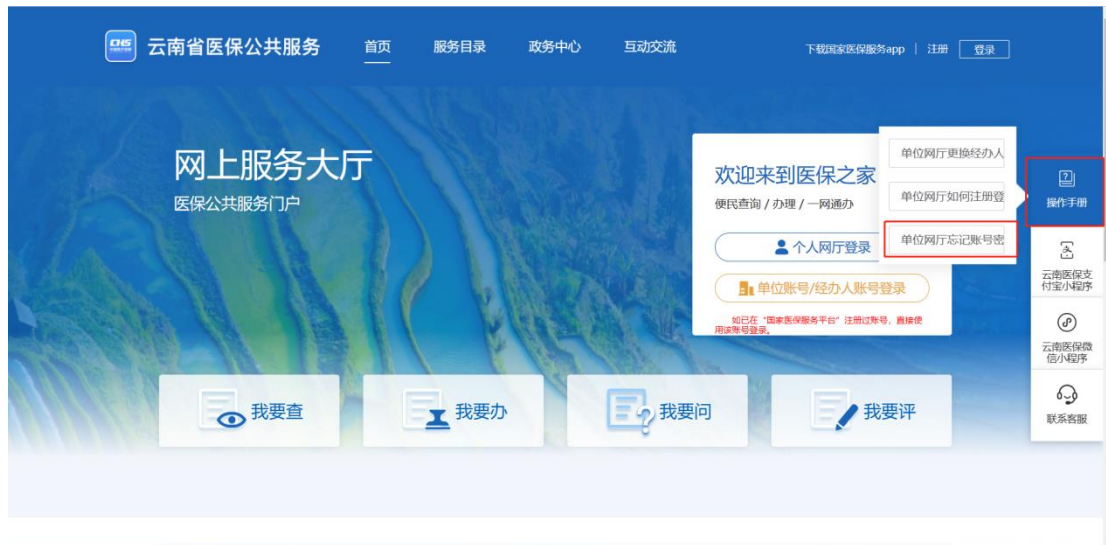 CHS
云南省医保公共服务
首页
服务目录
政务中心
互动交流
下载国家医保服务app | 注册 登录
网上服务大厅
医保公共服务门户
欢迎来到医保之家
便民查询 / 办理 / 一网通办
个人网厅登录
单位账号/经办人账号登录
如已在“国家医保服务平台”注册过账号，直接使
用该账号登录。
单位网厅更换经办人
单位网厅如何注册登
单位网厅忘记账号密
操作手册
云南医保支
付宝小程序
云南医保微
信小程序
联系客服
我要查
我要办
我要问
我要评